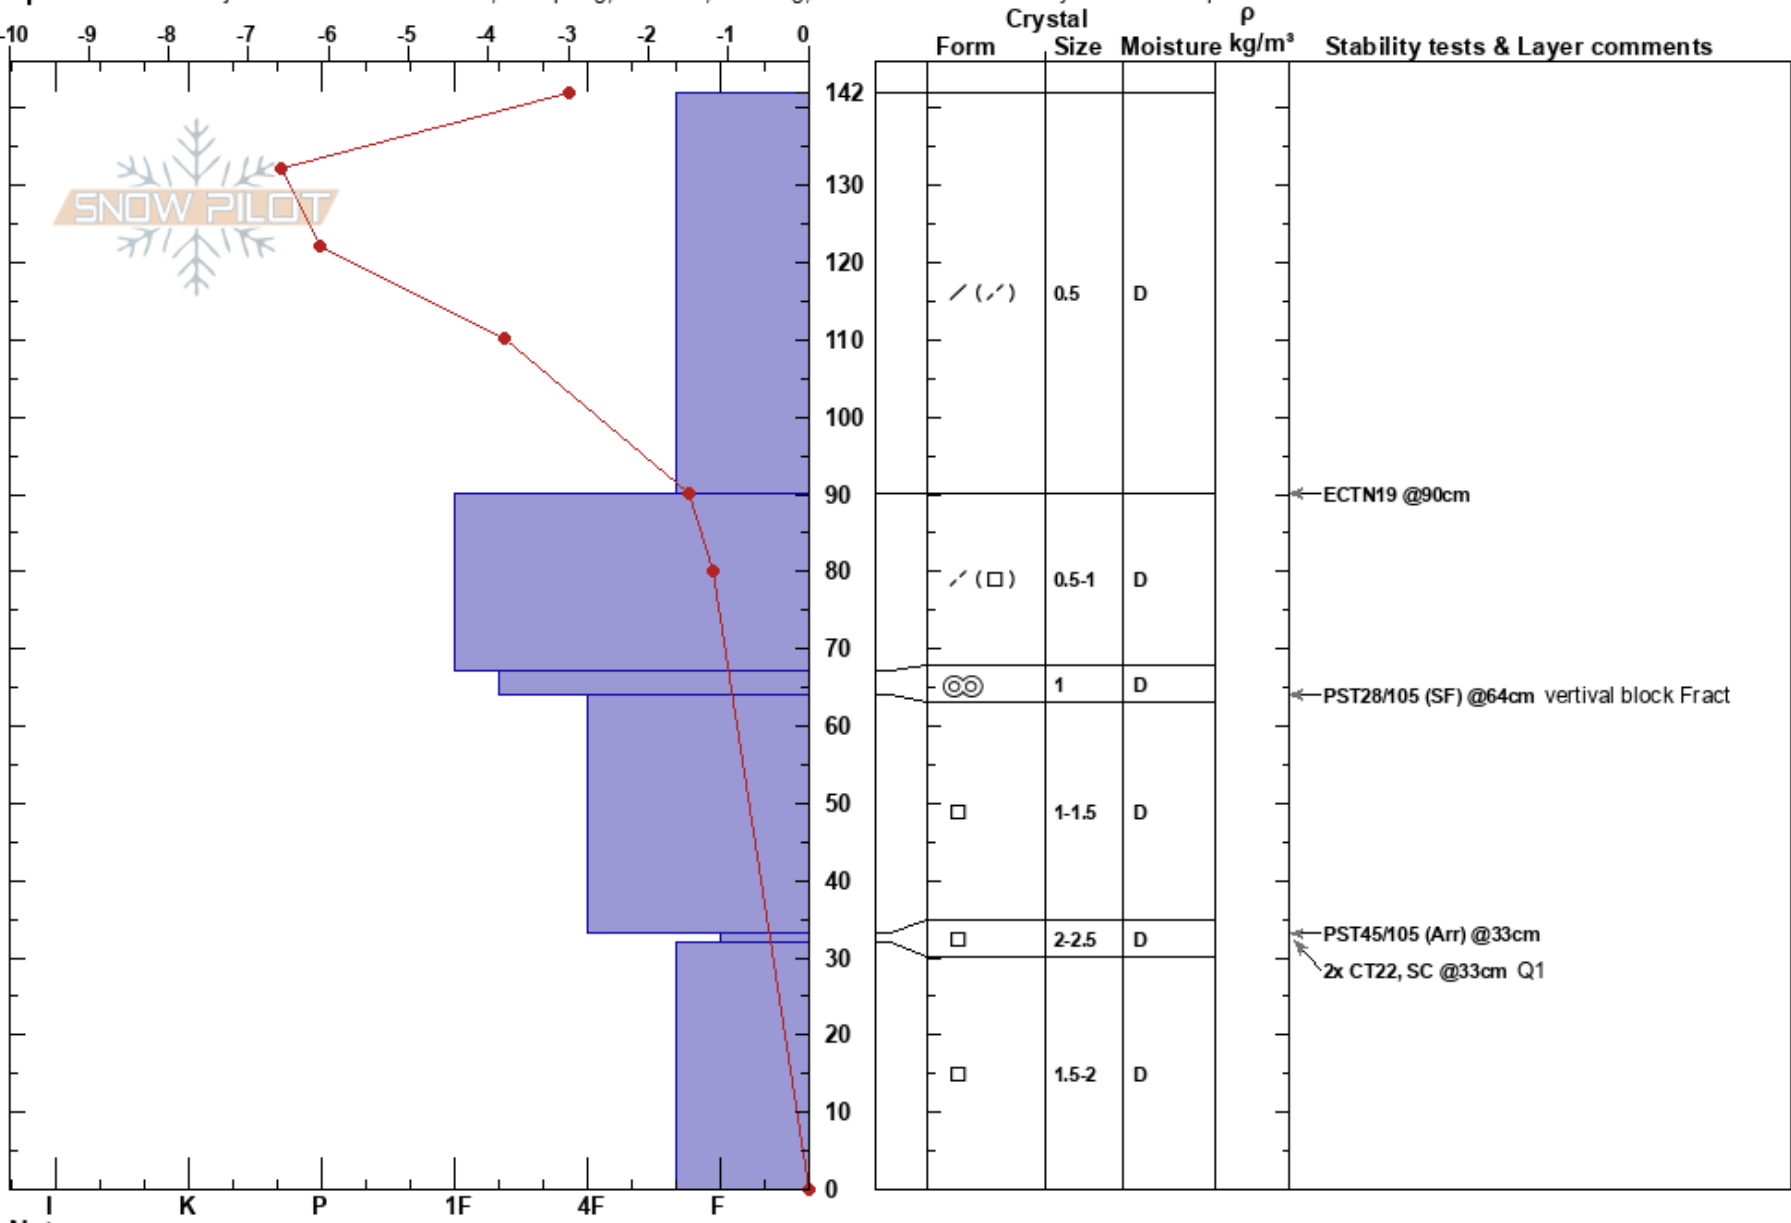 Crystal ρ
-10 -9 -8 -7 -6 -5 -4 -3 -2 -1 0 Form Size Moisture kg/m³ Stability tests & Layer comments
142
SNOW PILOT
130
120
0.5 D
110
100
90 ECTN19 @90cm
80 0.5-1 D
70
1 D
PST28/105 (SF) @64cm vertival block Fract
60
50 1-1.5 D
40
PST45/105 (Arr) @33cm
2-2.5 D
30 2x CT22, SC @33cm Q1
20
1.5-2 D
10
0
I K P 1F 4F F